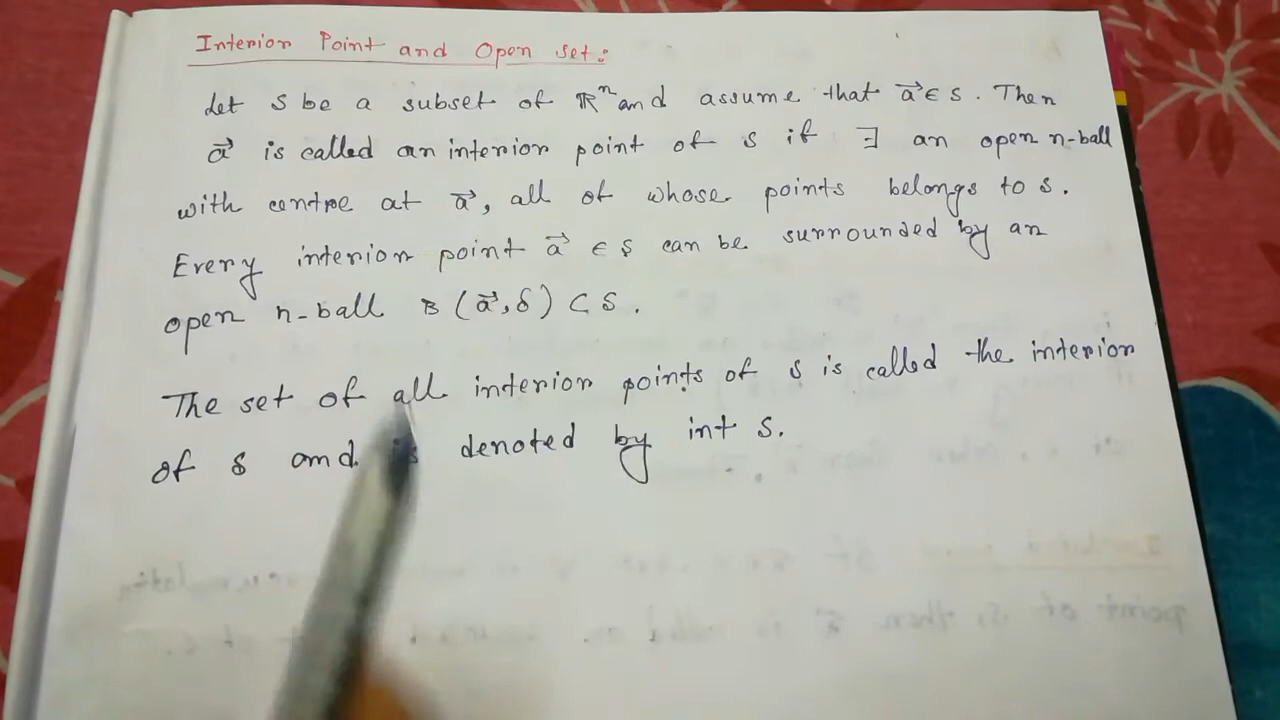 Interior Point and Open set:
Let S be a subset of ℝⁿ and assume that a⃗ ∈ S. Then
a⃗ is called an interior point of S if ∃ an open n-ball
with centre at a⃗, all of whose points belongs to S.
Every interior point a⃗ ∈ S can be surrounded by an
open n-ball B (a⃗, δ) ⊂ S.
The set of all interior points of S is called the interior
of S and is denoted by int S.